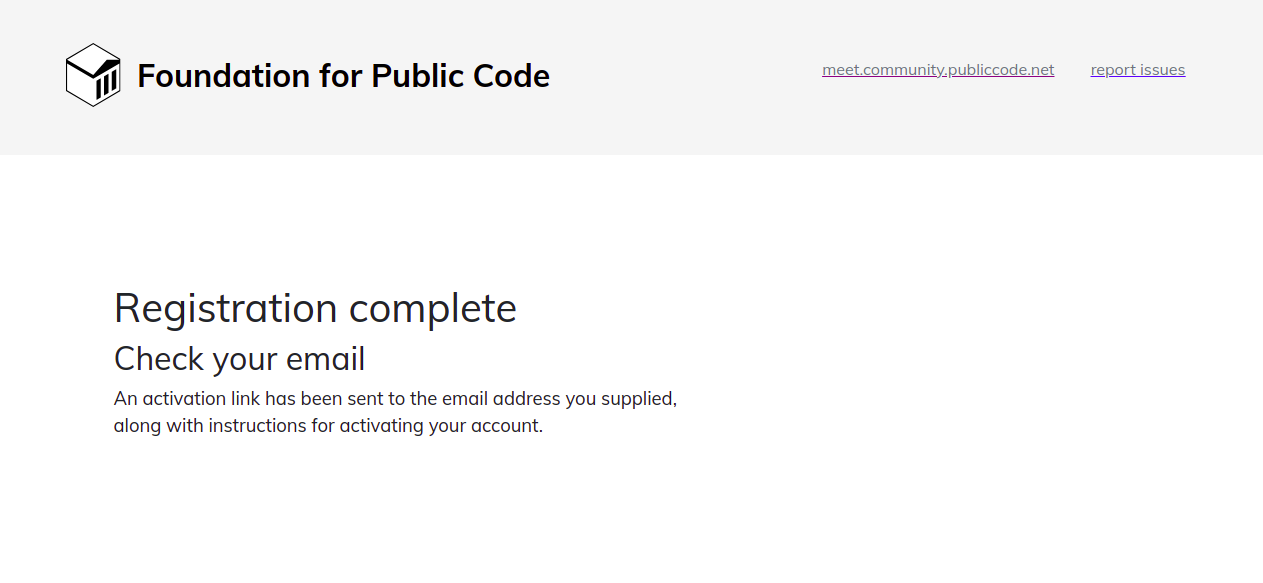 Foundation for Public Code
meet.community.publiccode.net
report issues
Registration complete
Check your email
An activation link has been sent to the email address you supplied,
along with instructions for activating your account.